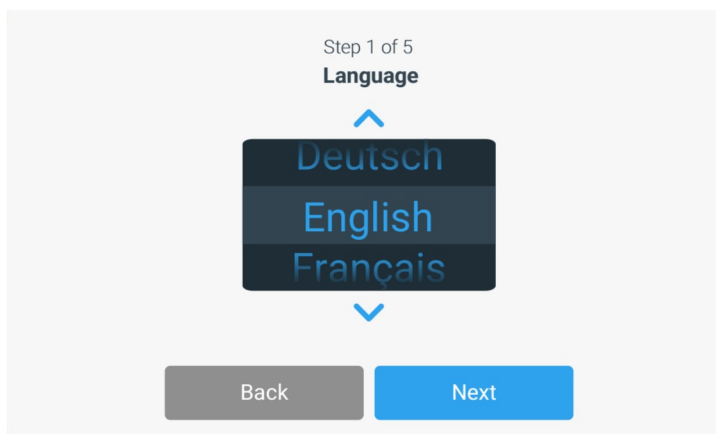 Step 1 of 5
Language
Deutsch
English
Français
Back Next